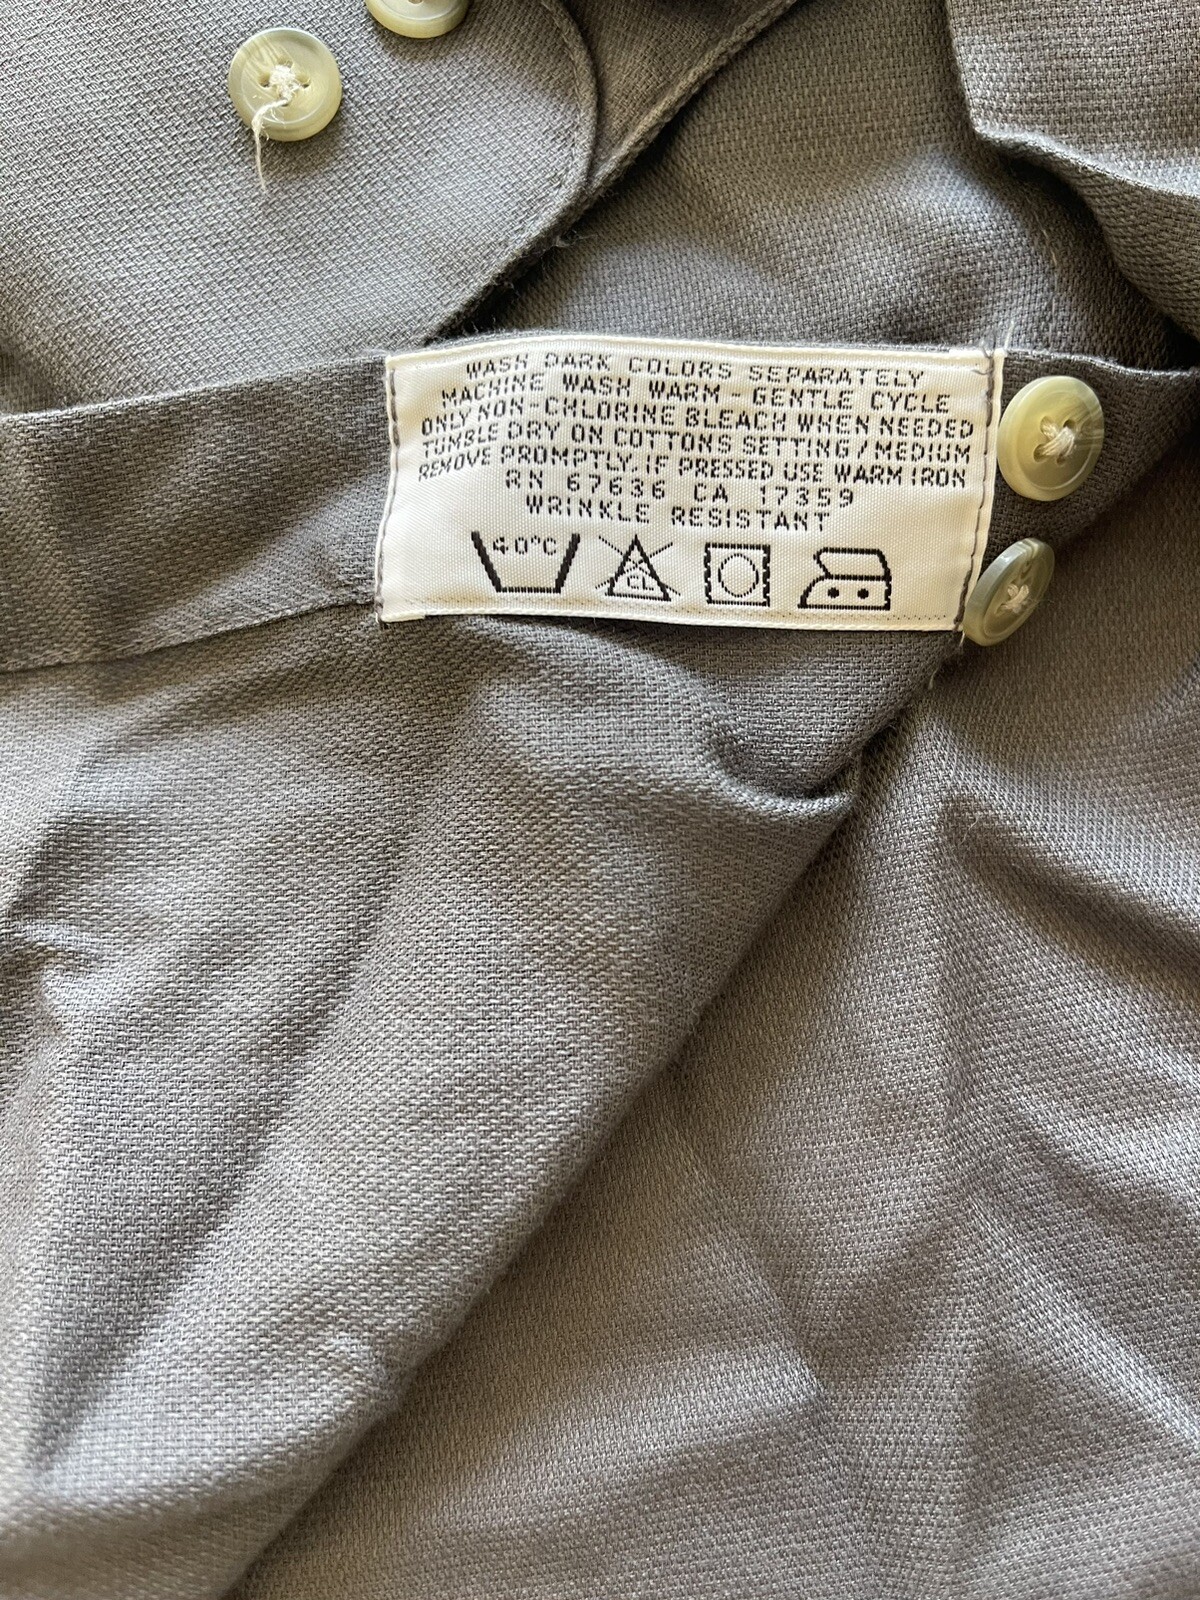 WASH DARK COLORS SEPARATELY
MACHINE WASH WARM - GENTLE CYCLE
ONLY NON-CHLORINE BLEACH WHEN NEEDED
TUMBLE DRY ON COTTONS SETTING/MEDIUM
REMOVE PROMPTLY. IF PRESSED USE WARM IRON
RN 67636 CA 17359
WRINKLE RESISTANT
40°C CL